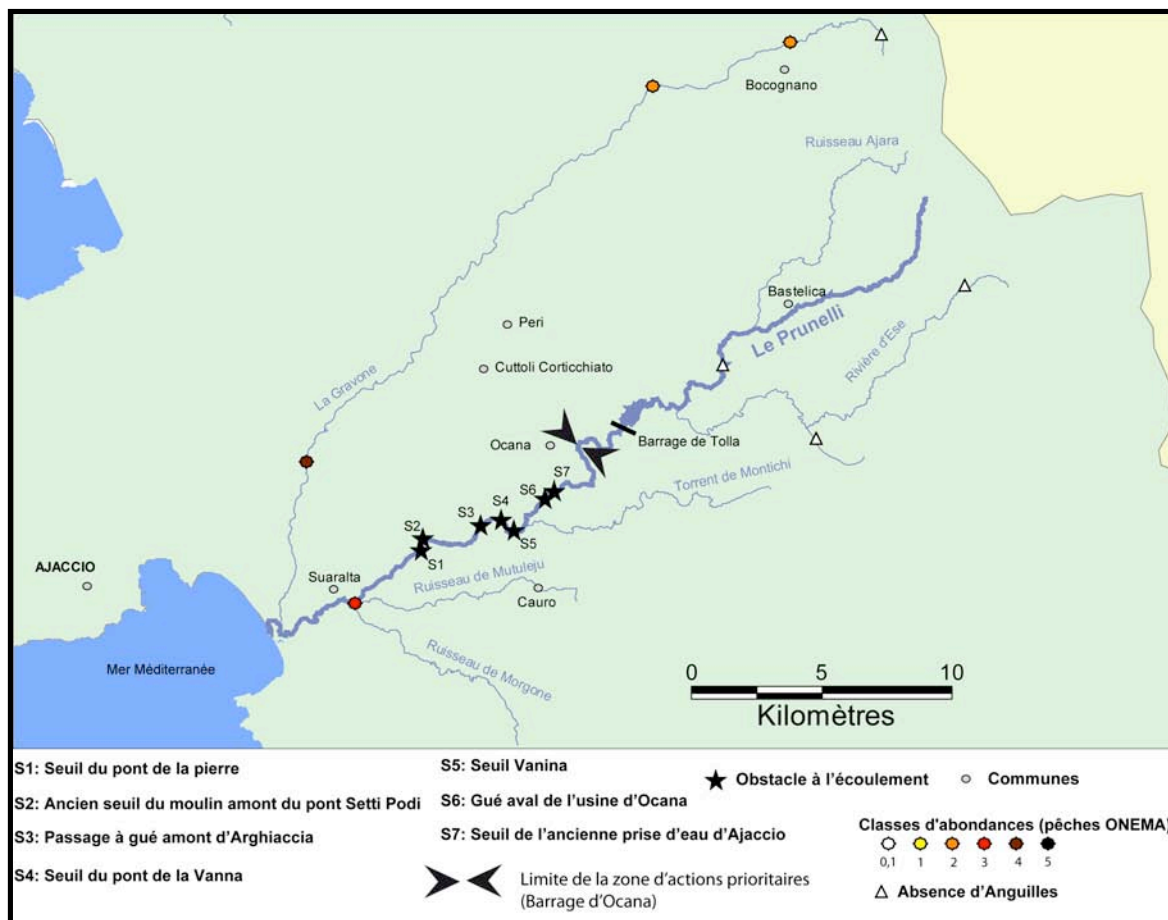 Bocognano
Ruisseau Ajara
Bastelica
Le Prunelli
Rivière d'Ese
Peri
Cuttoli Corticchiato
La Gravone
Ocana
Barrage de Tolla
Torrent de Montichi
S7
S6
S4
S3
S5
S2
S1
AJACCIO
Suaralta
Ruisseau de Mutuleju
Cauro
Ruisseau de Morgone
Mer Méditerranée
0 5 10
Kilomètres
S1: Seuil du pont de la pierre
S2: Ancien seuil du moulin amont du pont Setti Podi
S3: Passage à gué amont d'Arghiaccia
S4: Seuil du pont de la Vanna
S5: Seuil Vanina
S6: Gué aval de l'usine d'Ocana
S7: Seuil de l'ancienne prise d'eau d'Ajaccio
Limite de la zone d'actions prioritaires
(Barrage d'Ocana)
Obstacle à l'écoulement
Communes
Classes d'abondances (pêches ONEMA)
0,1 1 2 3 4 5
Absence d'Anguilles